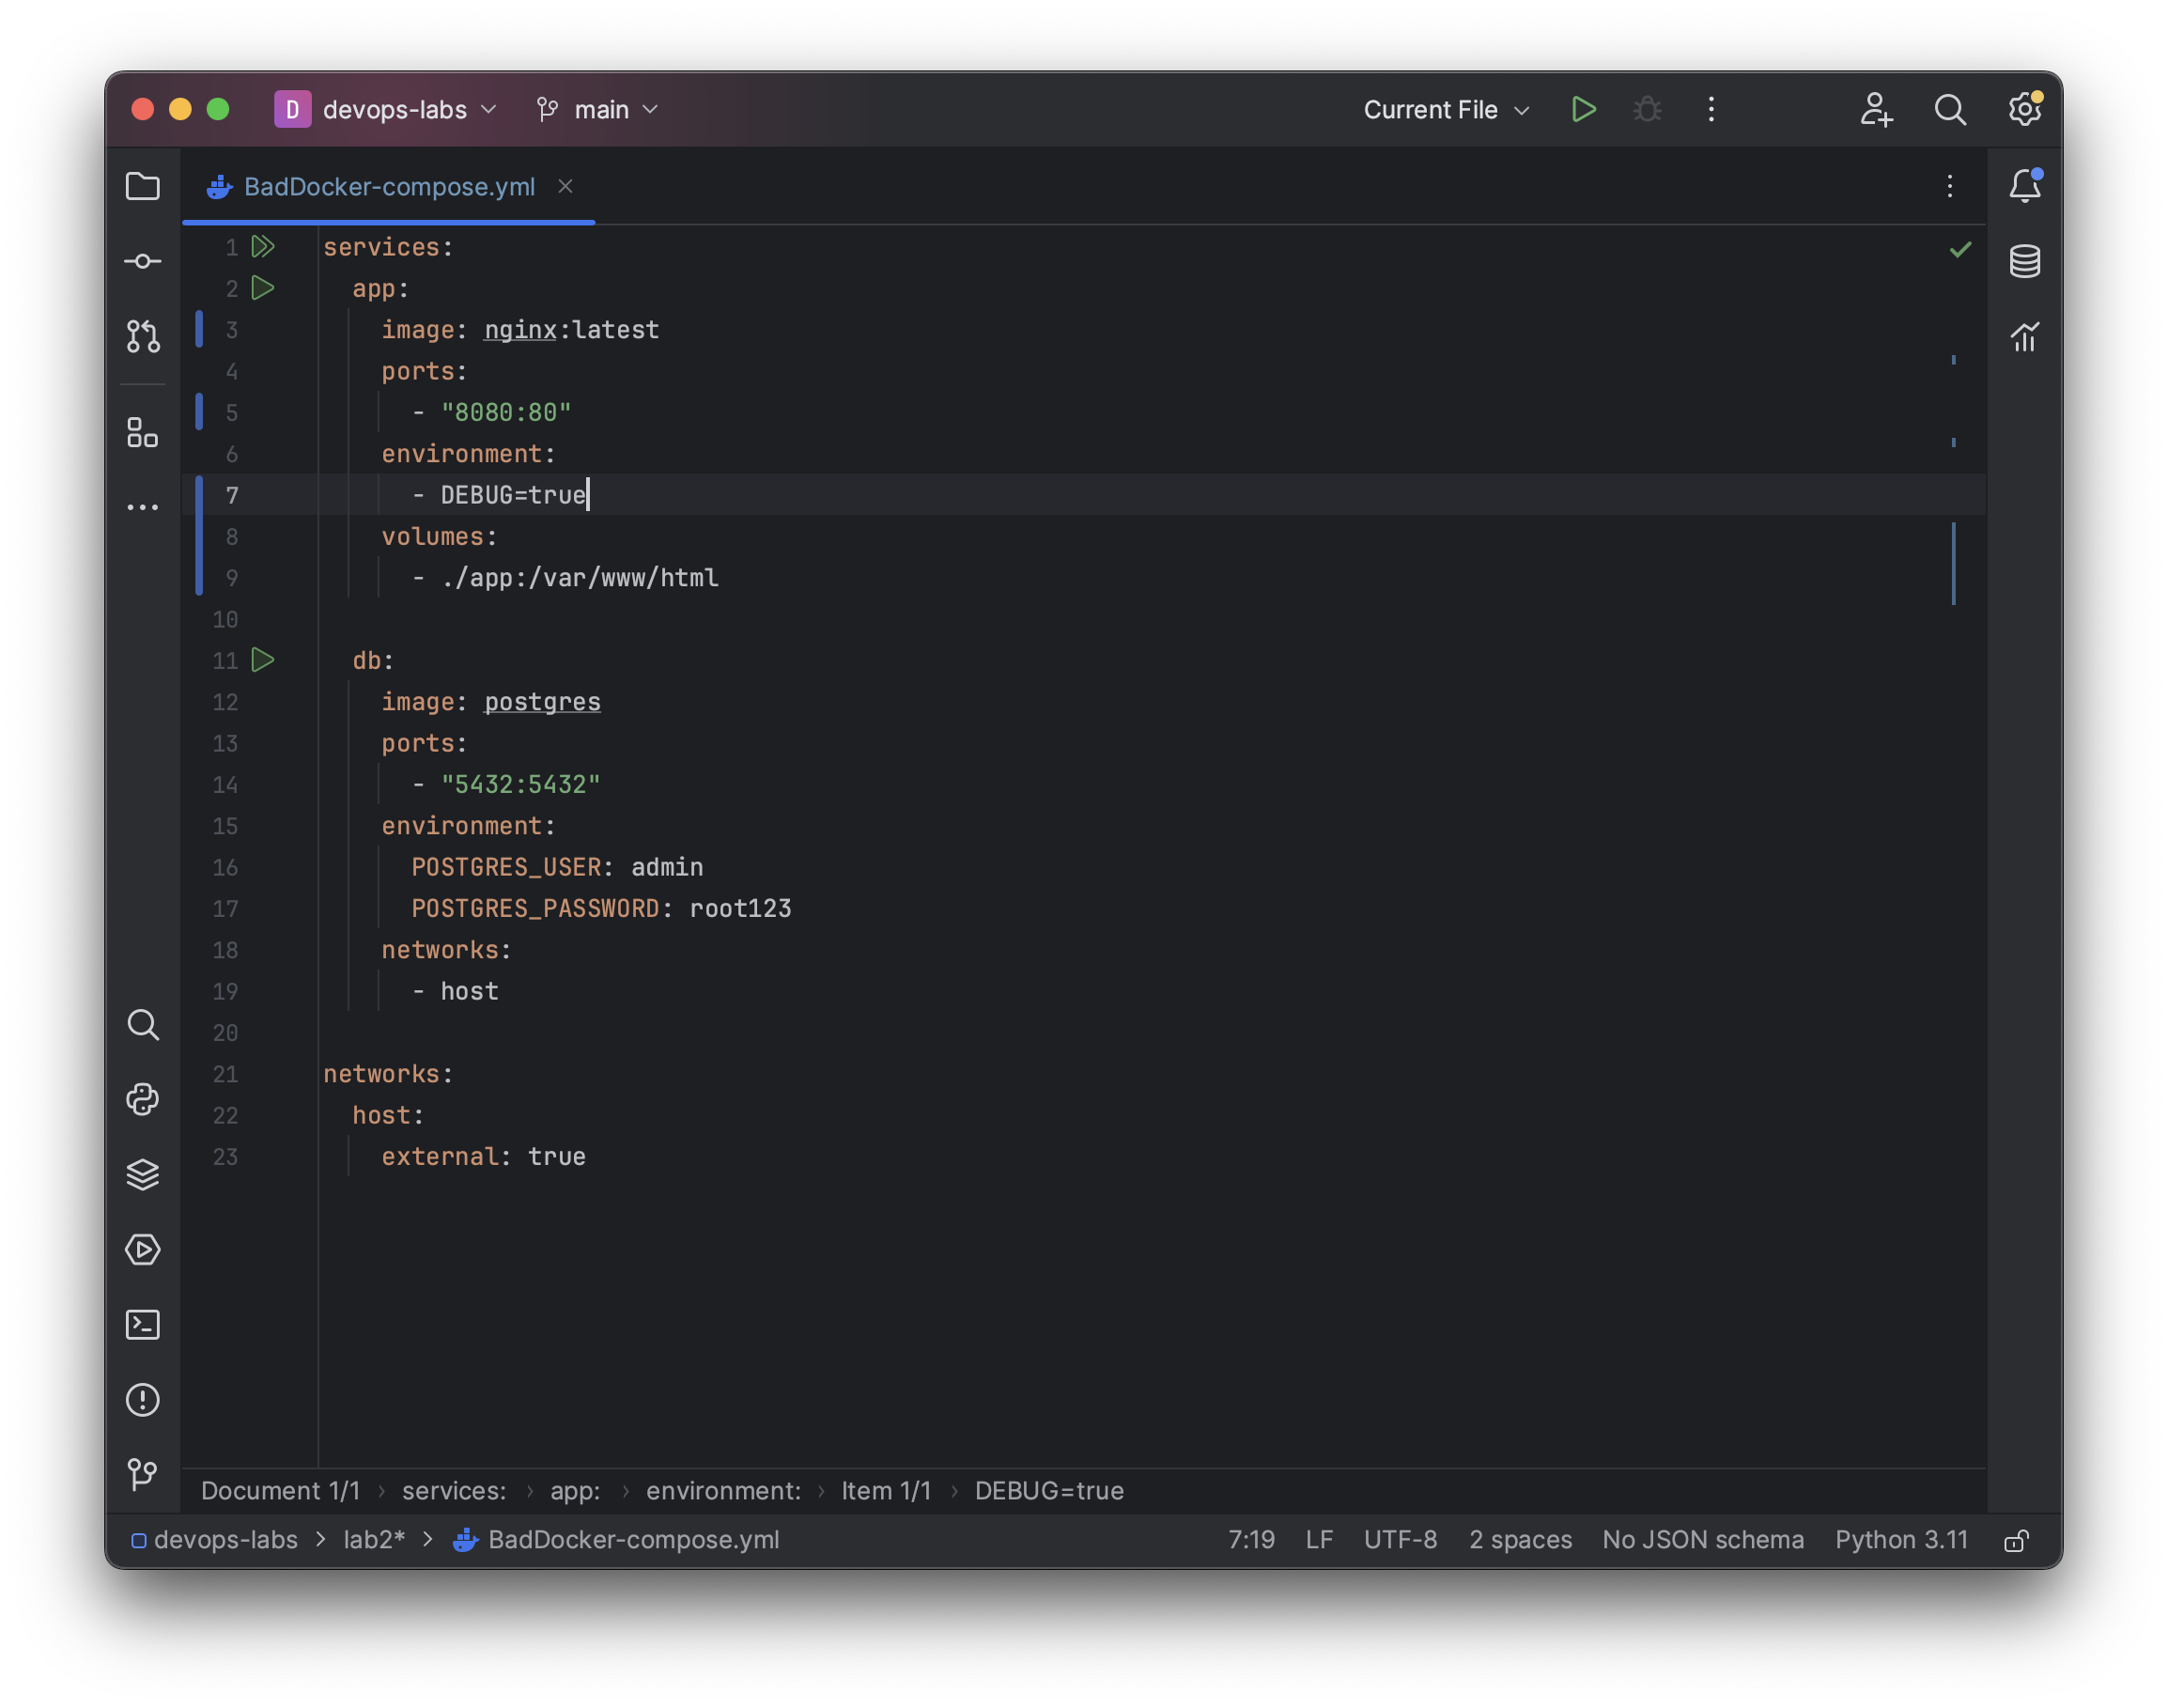 D devops-labs main Current File
BadDocker-compose.yml
1 services:
2   app:
3     image: nginx:latest
4     ports:
5       - "8080:80"
6     environment:
7       - DEBUG=true
8     volumes:
9       - ./app:/var/www/html
10
11   db:
12     image: postgres
13     ports:
14       - "5432:5432"
15     environment:
16       POSTGRES_USER: admin
17       POSTGRES_PASSWORD: root123
18     networks:
19       - host
20
21 networks:
22   host:
23     external: true
Document 1/1 › services: › app: › environment: › Item 1/1 › DEBUG=true
devops-labs > lab2* > BadDocker-compose.yml 7:19 LF UTF-8 2 spaces No JSON schema Python 3.11